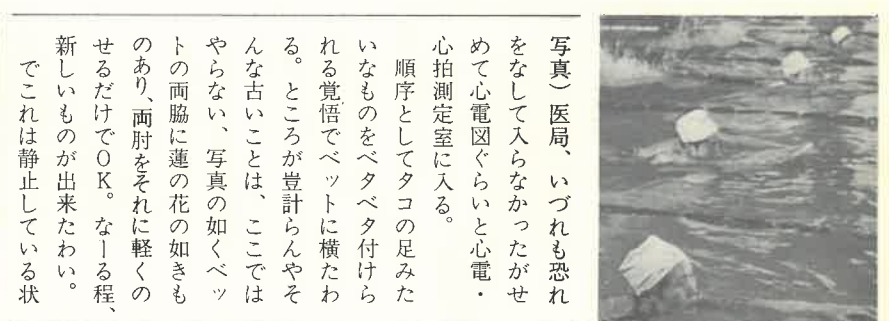 写真）医局、いづれも恐れ
をなして入らなかったがせ
めて心電図ぐらいと心電・
心拍測定室に入る。
　順序としてタコの足みた
いなものをベタベタ付けら
れる覚悟でベットに横たわ
る。ところが豈計らんやそ
んな古いことは、ここでは
やらない、写真の如くベッ
トの両脇に蓮の花の如きも
のあり、両肘をそれに軽くの
せるだけでOK。なーる程、
新しいものが出来たわい。
　でこれは静止している状